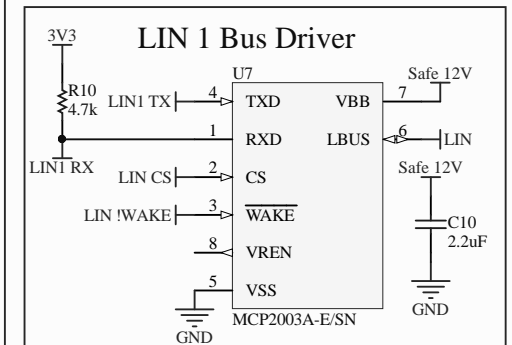 LIN 1 Bus Driver
3V3
R10
4.7k
LIN1 TX
LIN1 RX
LIN CS
LIN !WAKE
U7
4 TXD
1 RXD
2 CS
3 WAKE
8 VREN
5 VSS
VBB 7
LBUS 6
MCP2003A-E/SN
GND
Safe 12V
LIN
Safe 12V
C10
2.2uF
GND